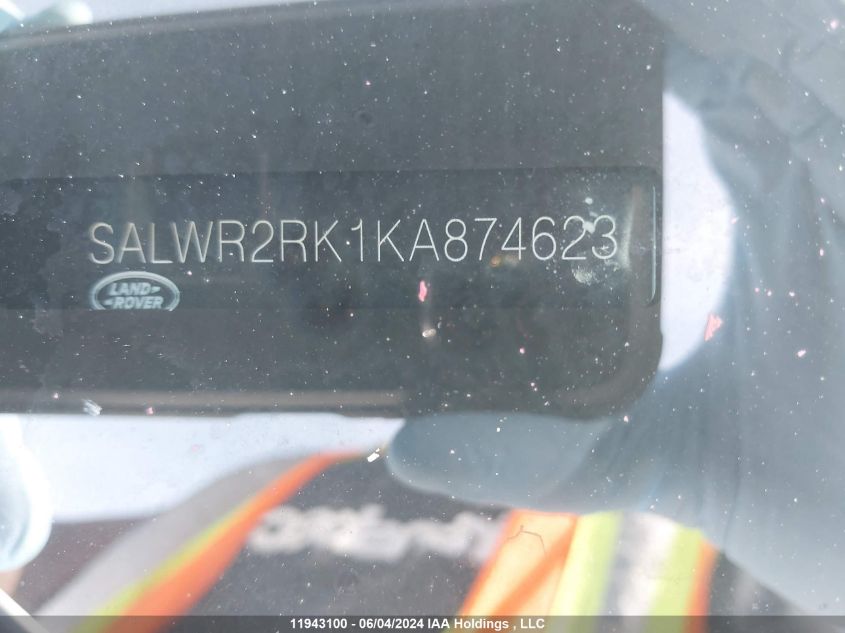 SALWR2RK1KA874623
LAND-
-ROVER
11943100 - 06/04/2024 IAA Holdings , LLC